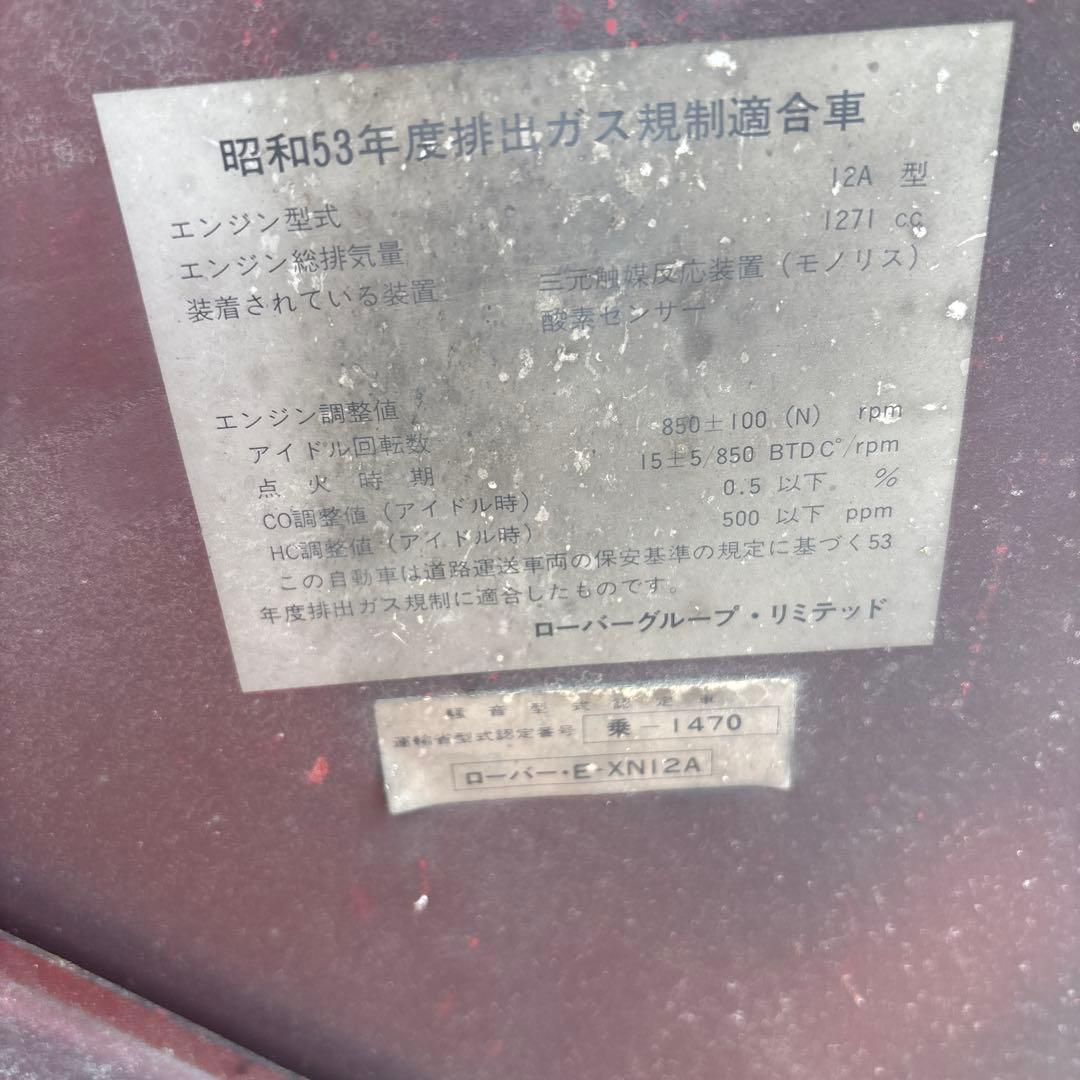 昭和53年度排出ガス規制適合車
エンジン型式 12A 型
エンジン総排気量 1271 cc
装着されている装置 : 三元触媒反応装置（モノリス）
酸素センサー
エンジン調整値
アイドル回転数 850±100 (N) rpm
点火時期 : 15±5/850 BTDC°/rpm
CO調整値（アイドル時） 0.5 以下 %
HC調整値（アイドル時） 500 以下 ppm
この自動車は道路運送車両の保安基準の規定に基づく53
年度排出ガス規制に適合したものです。
ローバーグループ・リミテッド
騒音型式認定車
運輸省型式認定番号 乗-1470
ローバー・E-XN12A